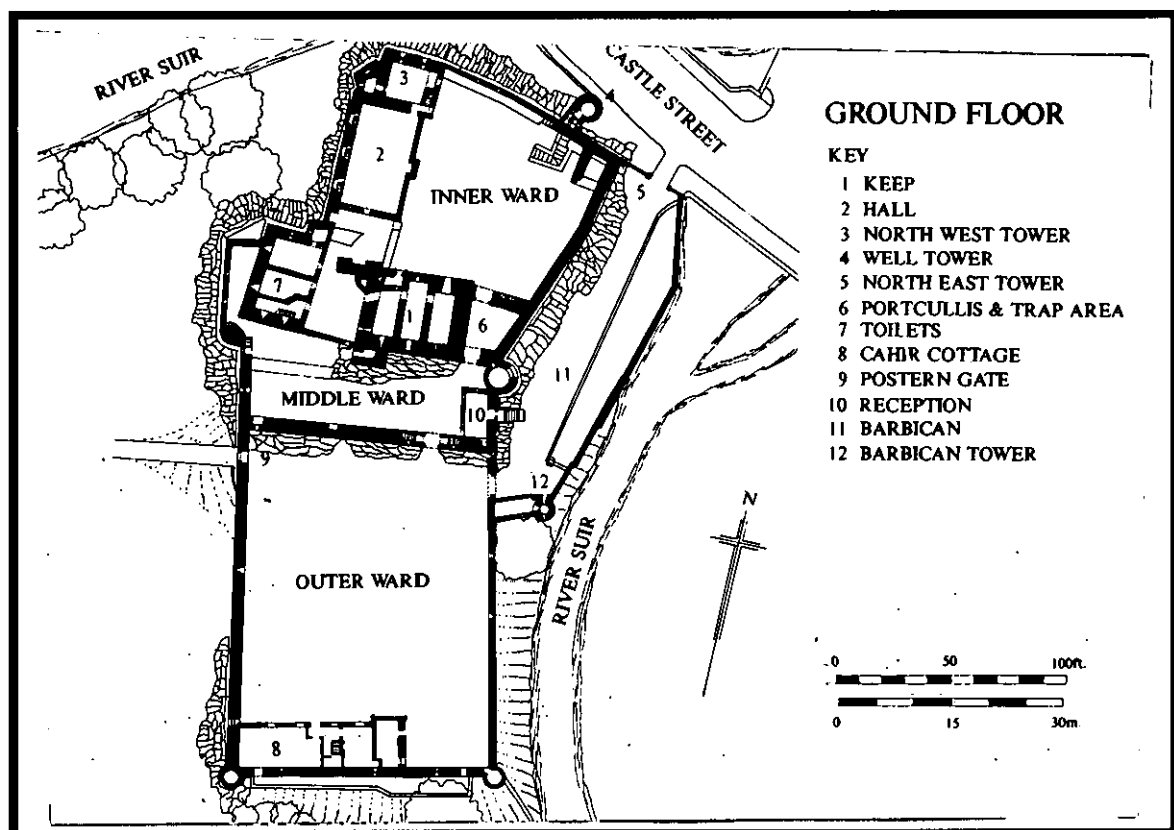 RIVER SUIR
CASTLE STREET
3
4
2
INNER WARD
5
7
1
6
11
MIDDLE WARD
10
9
12
OUTER WARD
RIVER SUIR
8
GROUND FLOOR
KEY
1 KEEP
2 HALL
3 NORTH WEST TOWER
4 WELL TOWER
5 NORTH EAST TOWER
6 PORTCULLIS & TRAP AREA
7 TOILETS
8 CAHIR COTTAGE
9 POSTERN GATE
10 RECEPTION
11 BARBICAN
12 BARBICAN TOWER
N
0 50 100ft.
0 15 30m